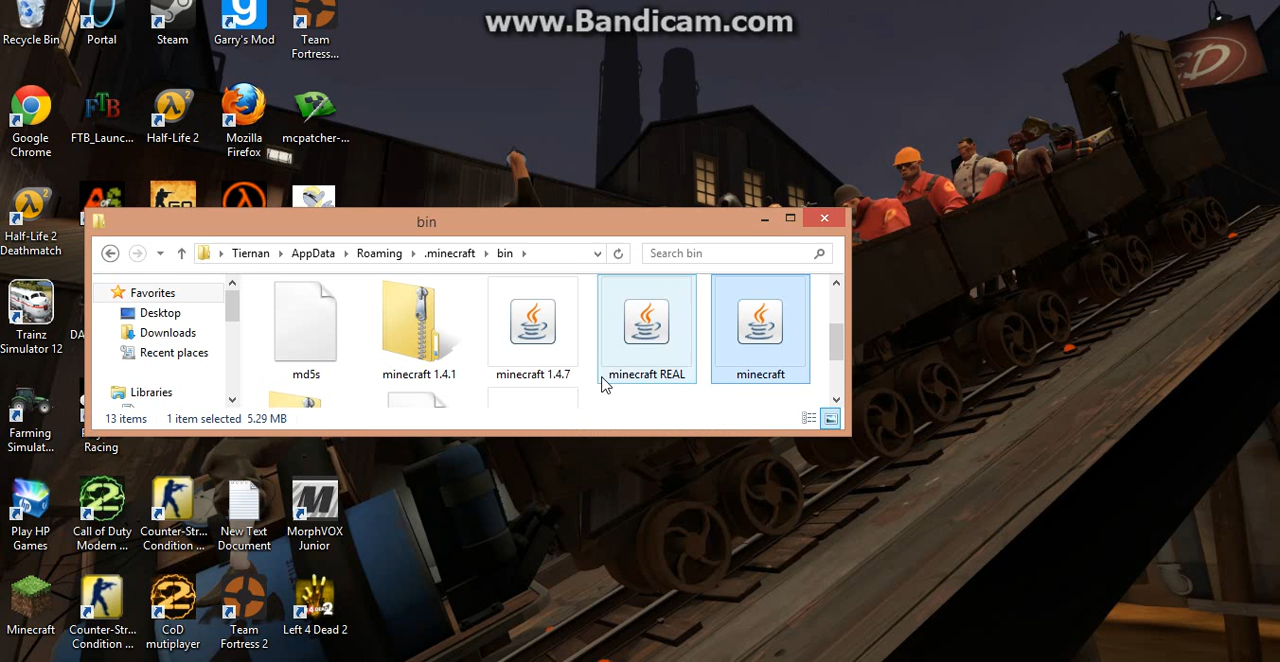 www.Bandicam.com
Recycle Bin
Portal
Steam
Garry's Mod
Team
Fortress...
Google
Chrome
FTB_Launc...
Half-Life 2
Mozilla
Firefox
mcpatcher-...
Half-Life 2
Deathmatch
bin
Tiernan
AppData
Roaming
.minecraft
bin
Search bin
Favorites
Desktop
Downloads
Recent places
Libraries
md5s
minecraft 1.4.1
minecraft 1.4.7
minecraft REAL
minecraft
13 items
1 item selected 5.29 MB
Trainz
Simulator 12
DA
Farming
Simulat...
Racing
Play HP
Games
Call of Duty
Modern ...
Counter-Str...
Condition ...
New Text
Document
MorphVOX
Junior
Minecraft
Counter-Str...
Condition ...
CoD
mutiplayer
Team
Fortress 2
Left 4 Dead 2